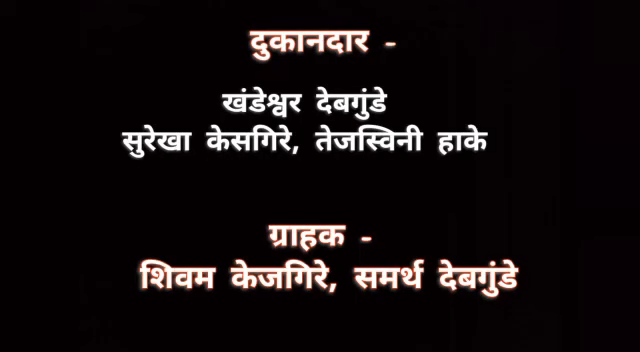 दुकानदार -
खंडेश्वर देबगुंडे
सुरेखा केसगिरे, तेजस्विनी हाके
ग्राहक -
शिवम केजगिरे, समर्थ देबगुंडे